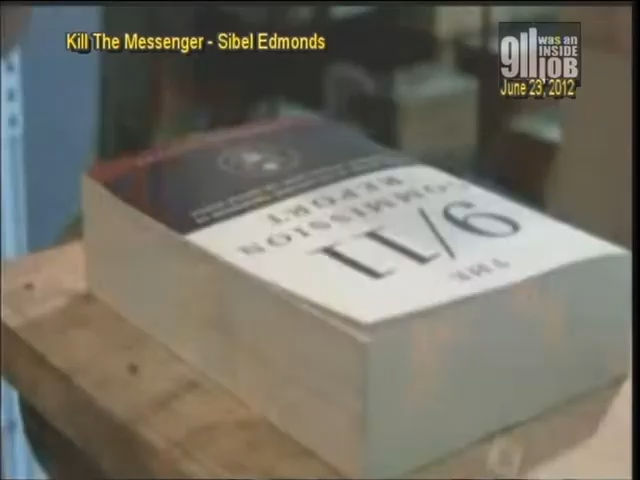 Kill The Messenger - Sibel Edmonds
911 was an
INSIDE
JOB
June 23, 2012
THE
9/11
COMMISSION
REPORT